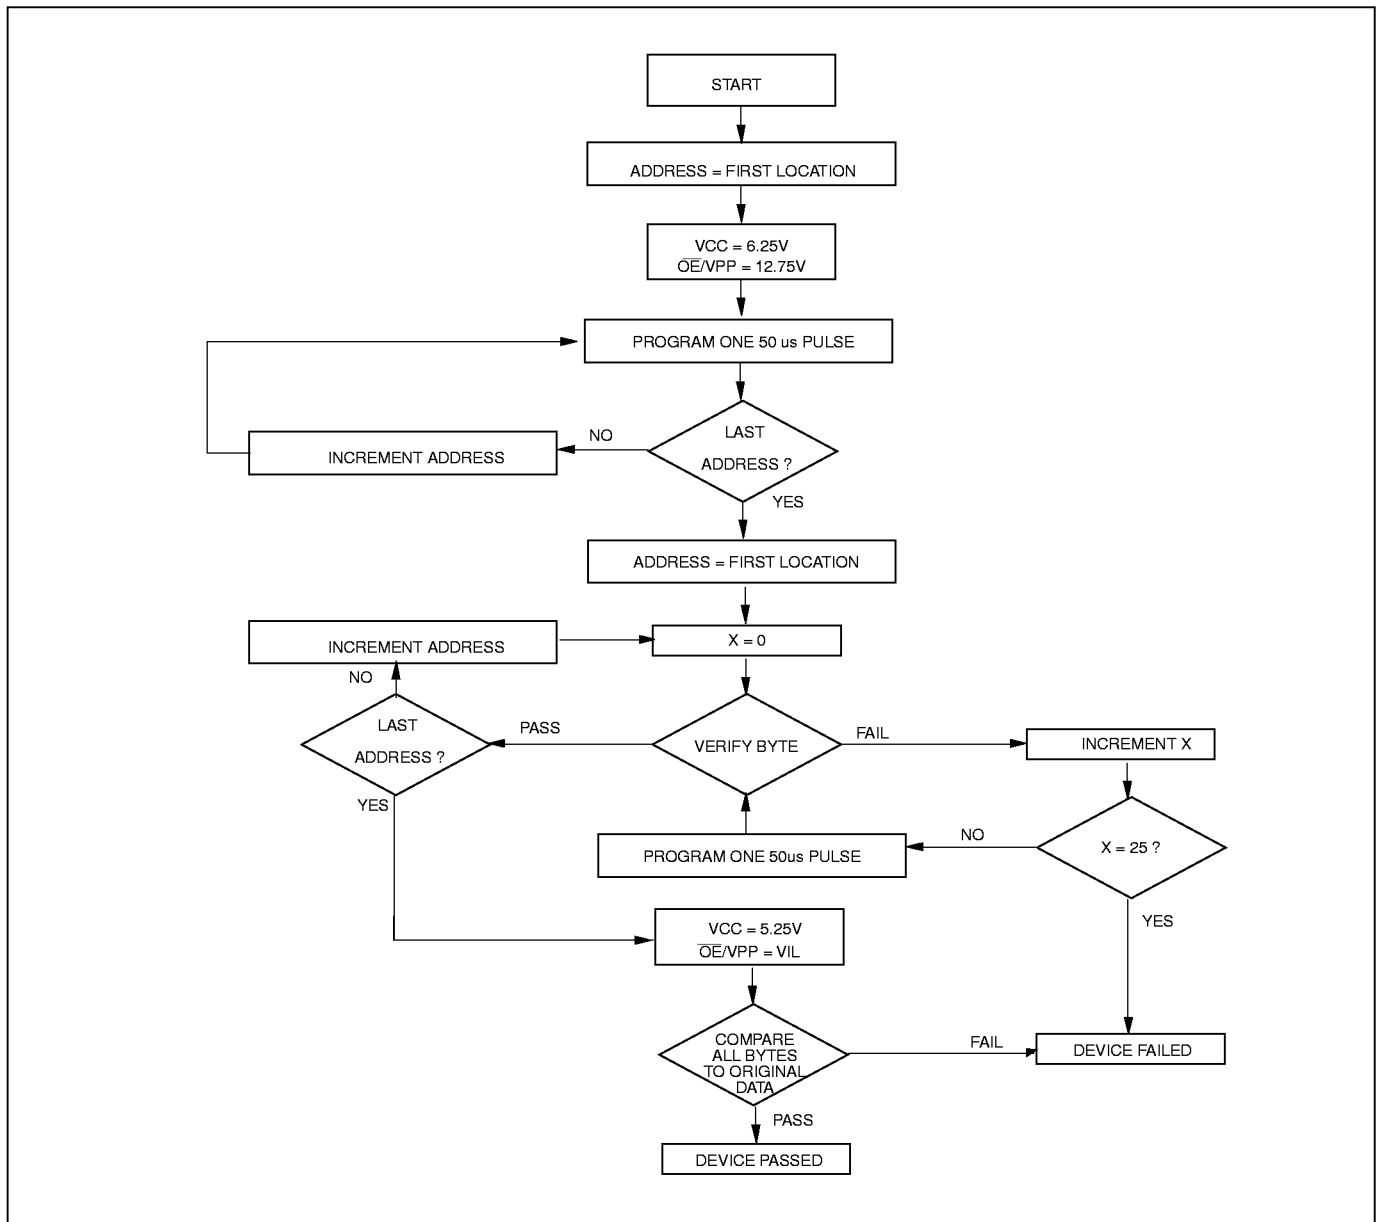 START
ADDRESS = FIRST LOCATION
VCC = 6.25V
O̅E̅/VPP = 12.75V
PROGRAM ONE 50 us PULSE
LAST
ADDRESS ?
NO
INCREMENT ADDRESS
YES
ADDRESS = FIRST LOCATION
INCREMENT ADDRESS
X = 0
NO
LAST
ADDRESS ?
PASS
VERIFY BYTE
FAIL
INCREMENT X
YES
PROGRAM ONE 50us PULSE
NO
X = 25 ?
YES
VCC = 5.25V
O̅E̅/VPP = VIL
COMPARE
ALL BYTES
TO ORIGINAL
DATA
FAIL
DEVICE FAILED
PASS
DEVICE PASSED